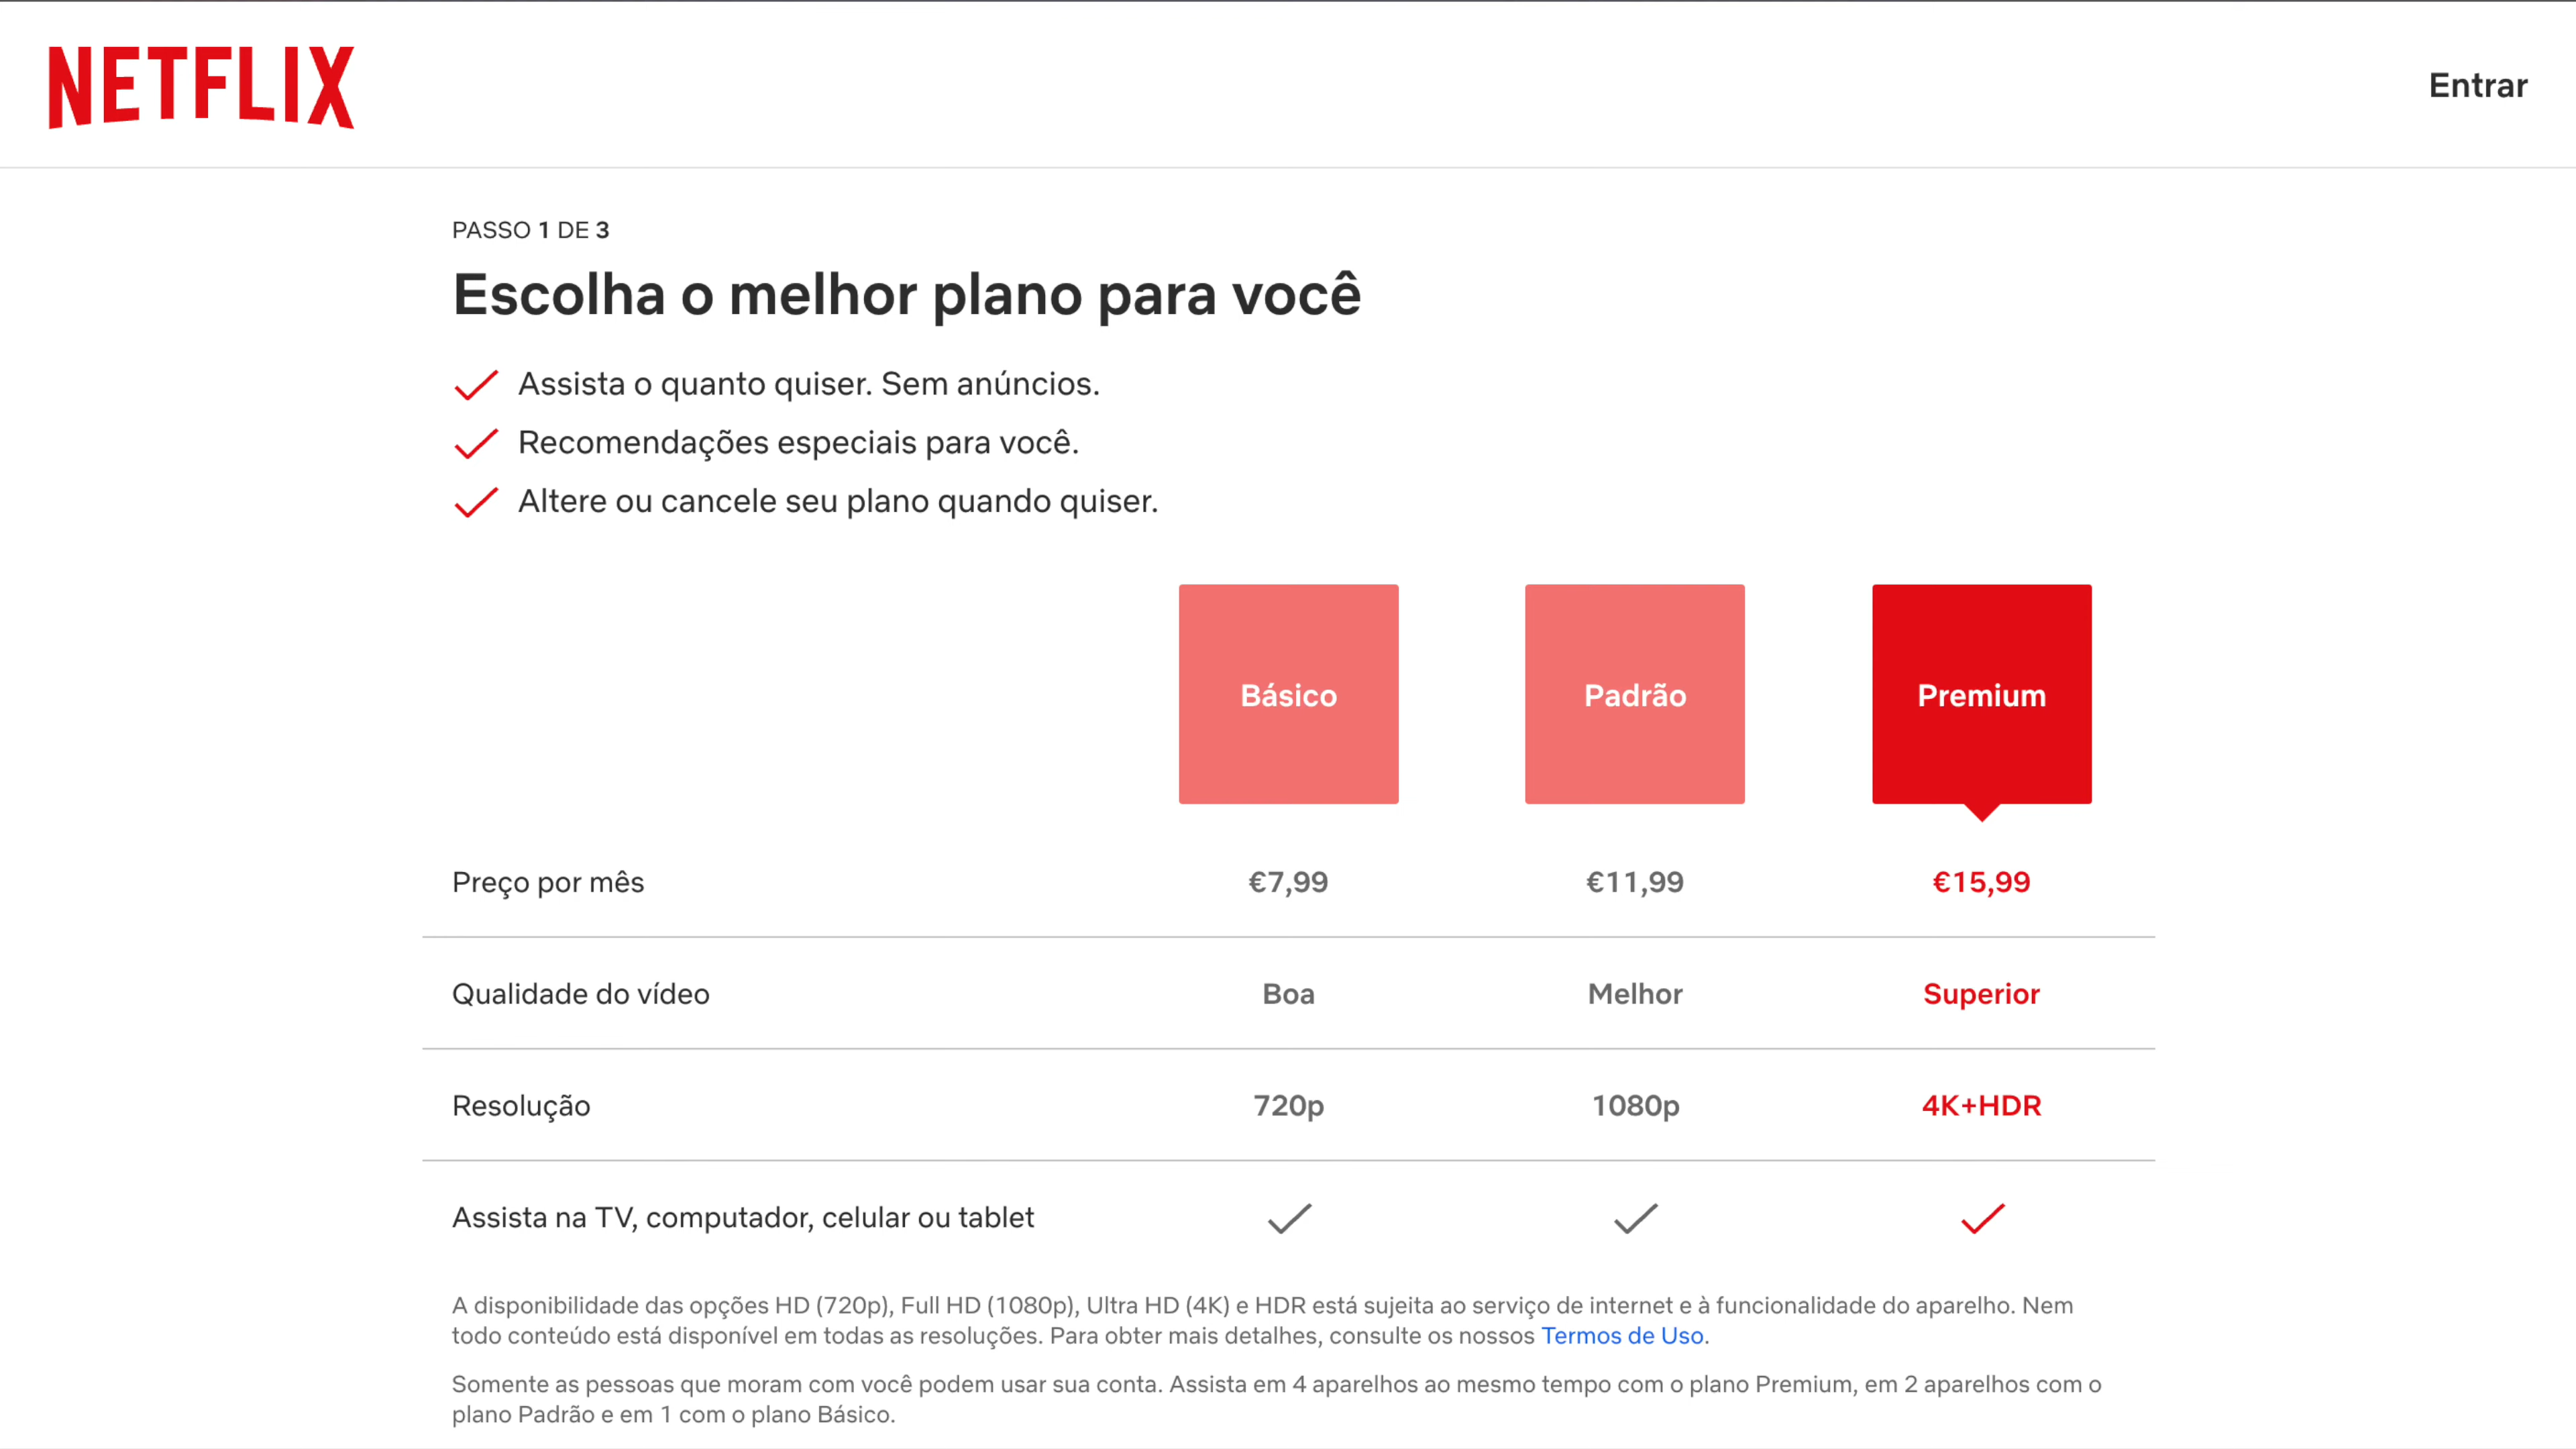 NETFLIX
Entrar
PASSO 1 DE 3
Escolha o melhor plano para você
Assista o quanto quiser. Sem anúncios.
Recomendações especiais para você.
Altere ou cancele seu plano quando quiser.
Básico Padrão Premium
Preço por mês €7,99 €11,99 €15,99
Qualidade do vídeo Boa Melhor Superior
Resolução 720p 1080p 4K+HDR
Assista na TV, computador, celular ou tablet
A disponibilidade das opções HD (720p), Full HD (1080p), Ultra HD (4K) e HDR está sujeita ao serviço de internet e à funcionalidade do aparelho. Nem
todo conteúdo está disponível em todas as resoluções. Para obter mais detalhes, consulte os nossos Termos de Uso.
Somente as pessoas que moram com você podem usar sua conta. Assista em 4 aparelhos ao mesmo tempo com o plano Premium, em 2 aparelhos com o
plano Padrão e em 1 com o plano Básico.